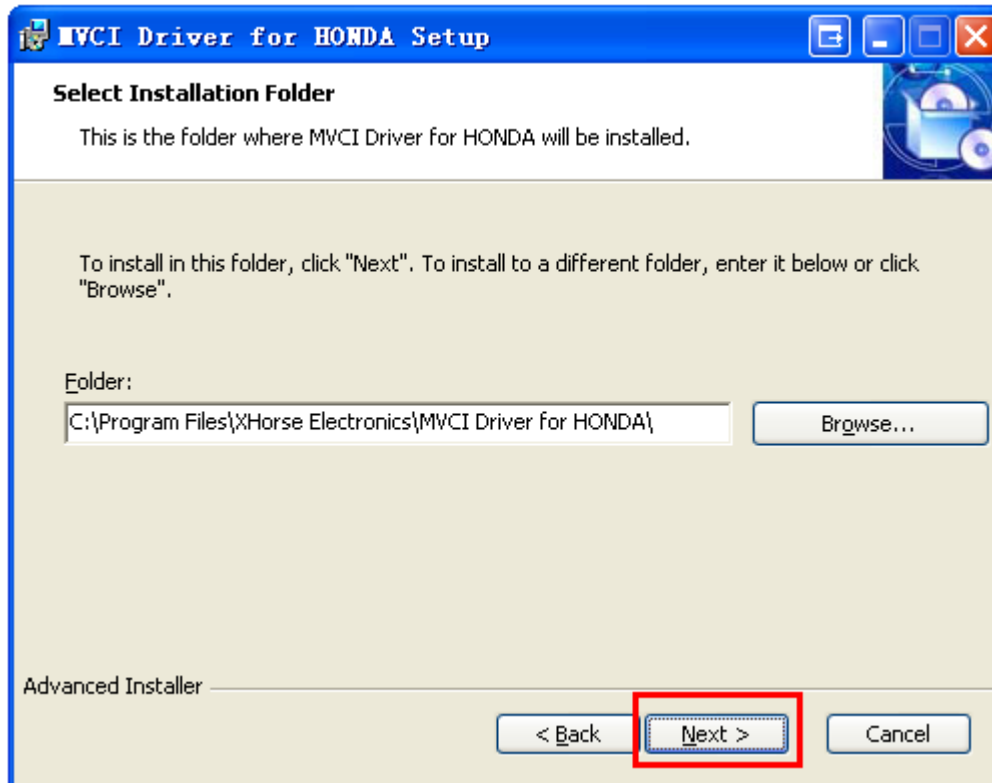 MVCI Driver for HONDA Setup
Select Installation Folder
This is the folder where MVCI Driver for HONDA will be installed.
To install in this folder, click "Next". To install to a different folder, enter it below or click
"Browse".
Folder:
C:\Program Files\XHorse Electronics\MVCI Driver for HONDA\
Browse...
Advanced Installer
< Back
Next >
Cancel